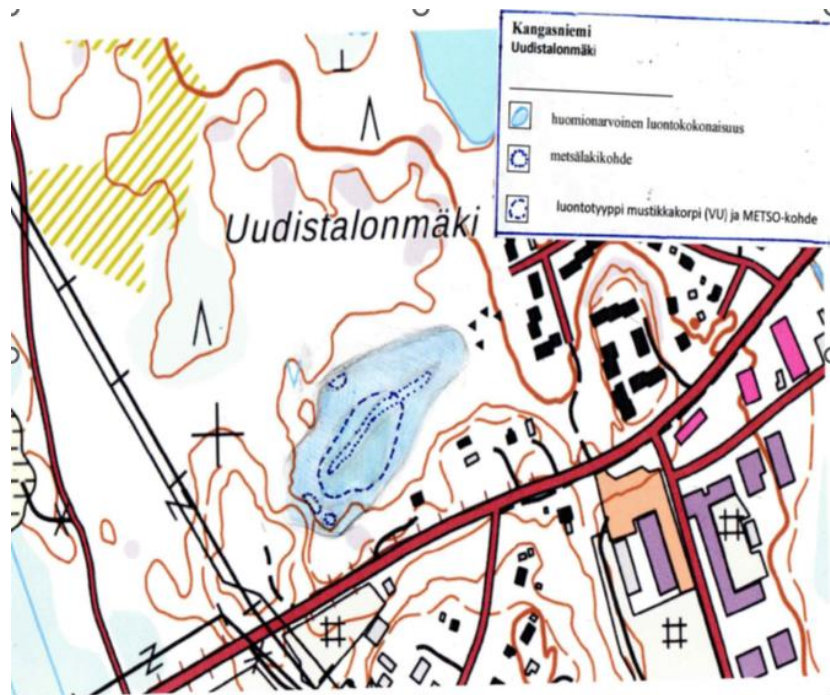 Kangasniemi
Uudistalonmäki
huomionarvoinen luontokokonaisuus
metsälakikohde
luontotyyppi mustikkakorpi (VU) ja METSO-kohde
Uudistalonmäki